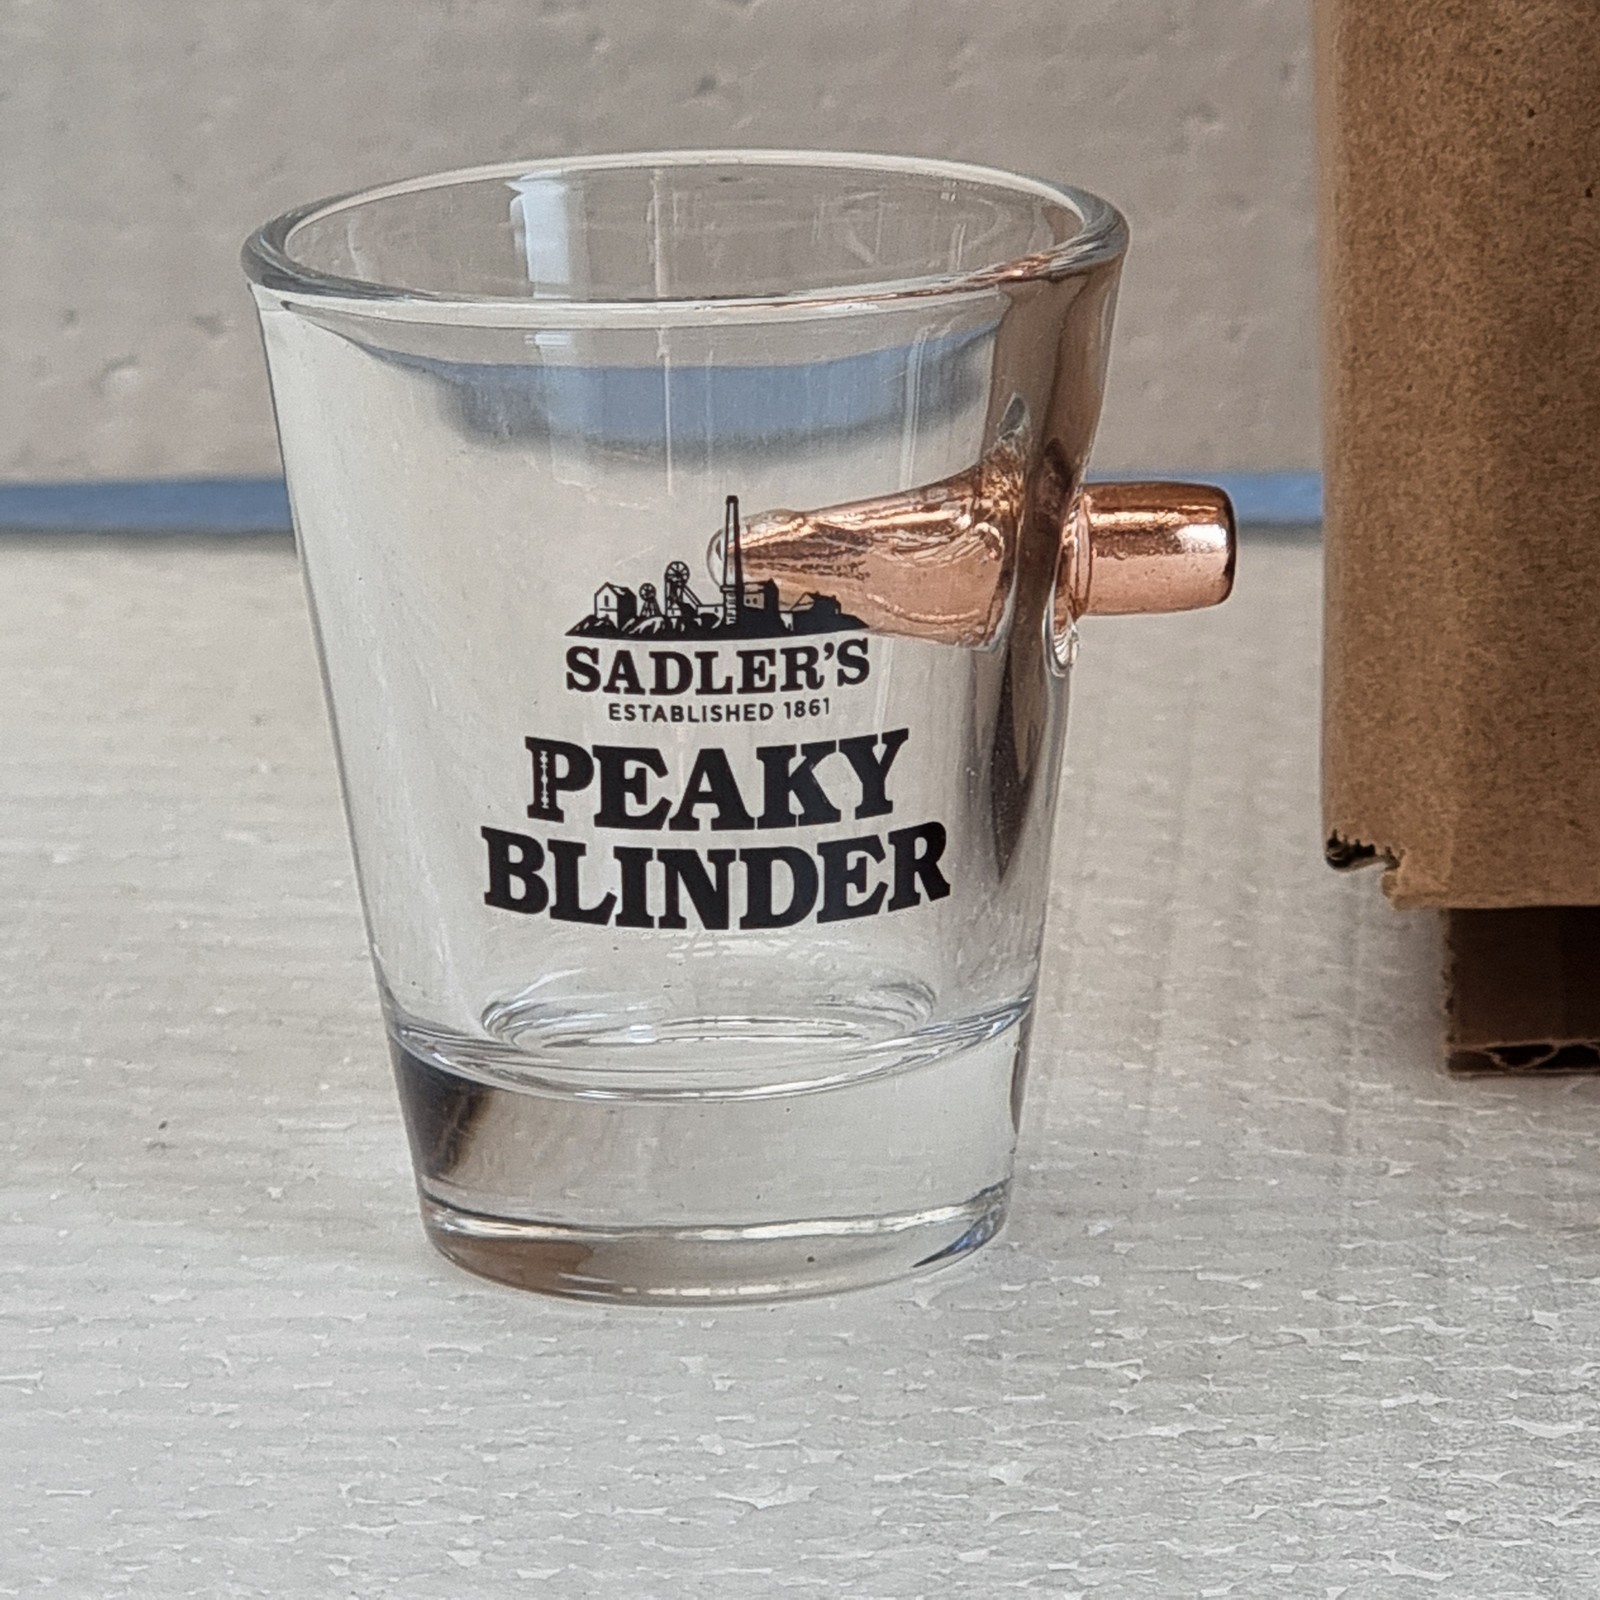 SADLER'S
ESTABLISHED 1861
PEAKY
BLINDER